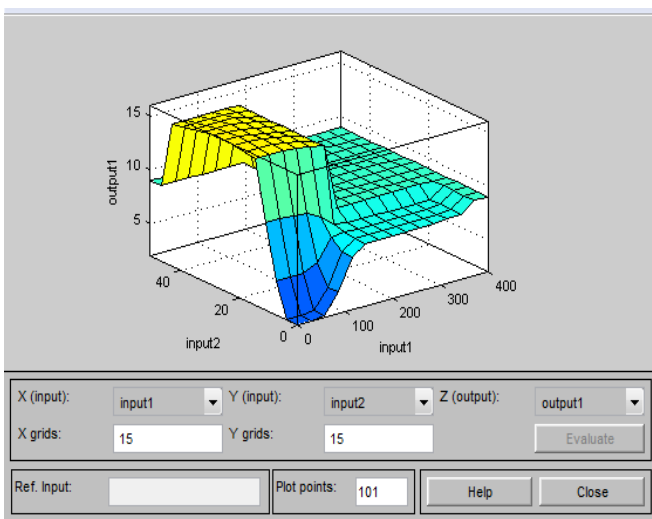 15
10
5
output1
40
20
0
input2
0
100
200
300
400
input1
X (input): input1 Y (input): input2 Z (output): output1
X grids: 15 Y grids: 15 Evaluate
Ref. Input: Plot points: 101 Help Close